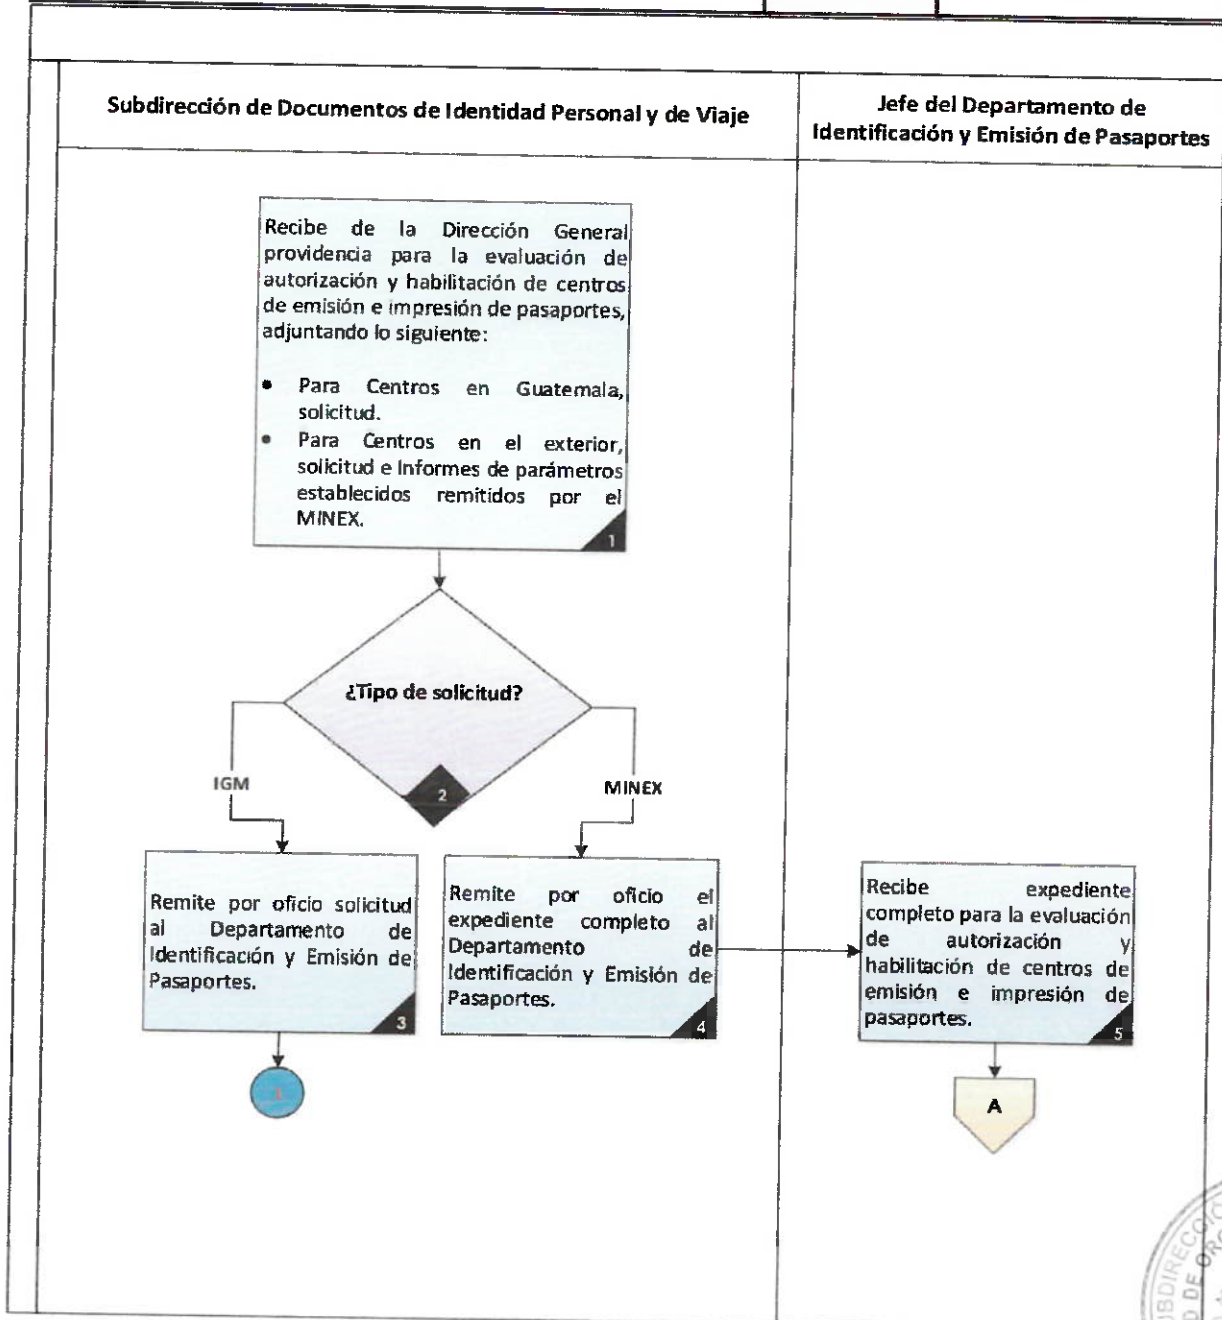 Subdirección de Documentos de Identidad Personal y de Viaje
Jefe del Departamento de
Identificación y Emisión de Pasaportes
Recibe de la Dirección General
providencia para la evaluación de
autorización y habilitación de centros
de emisión e impresión de pasaportes,
adjuntando lo siguiente:
• Para Centros en Guatemala,
solicitud.
• Para Centros en el exterior,
solicitud e Informes de parámetros
establecidos remitidos por el
MINEX.
1
¿Tipo de solicitud?
2
IGM
MINEX
Remite por oficio solicitud
al Departamento de
Identificación y Emisión de
Pasaportes.
3
Remite por oficio el
expediente completo al
Departamento de
Identificación y Emisión de
Pasaportes.
4
Recibe expediente
completo para la evaluación
de autorización y
habilitación de centros de
emisión e impresión de
pasaportes.
5
1
A